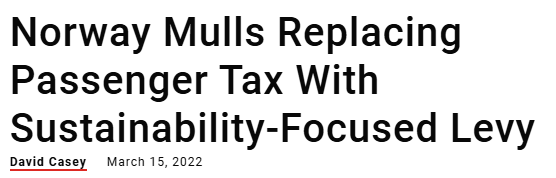 Norway Mulls Replacing
Passenger Tax With
Sustainability-Focused Levy
David Casey March 15, 2022